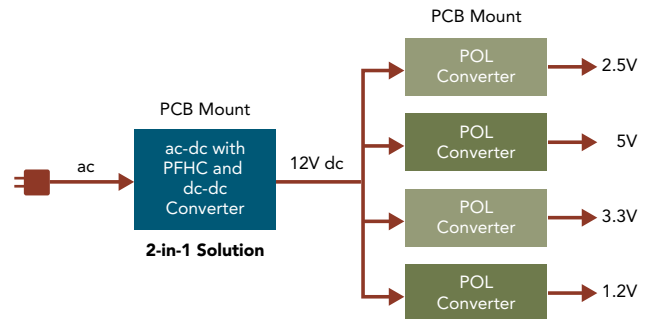 PCB Mount
POL
Converter
2.5V
PCB Mount
POL
Converter
5V
ac
ac-dc with
PFHC and
dc-dc
Converter
12V dc
2-in-1 Solution
POL
Converter
3.3V
POL
Converter
1.2V